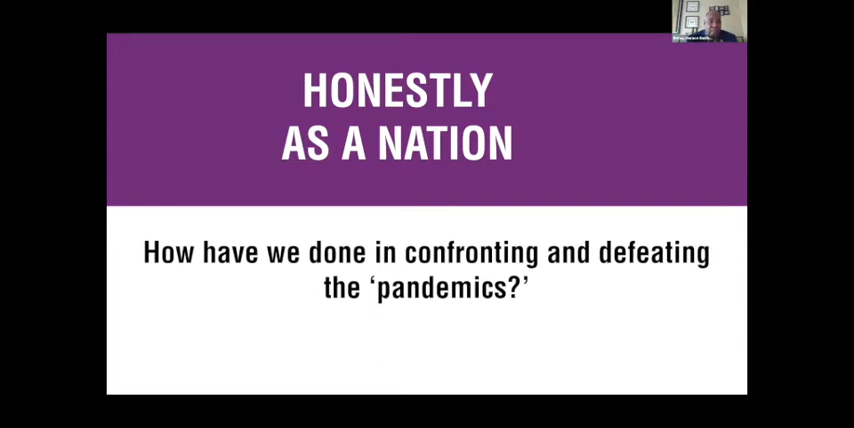 HONESTLY
AS A NATION
How have we done in confronting and defeating
the ‘pandemics?’